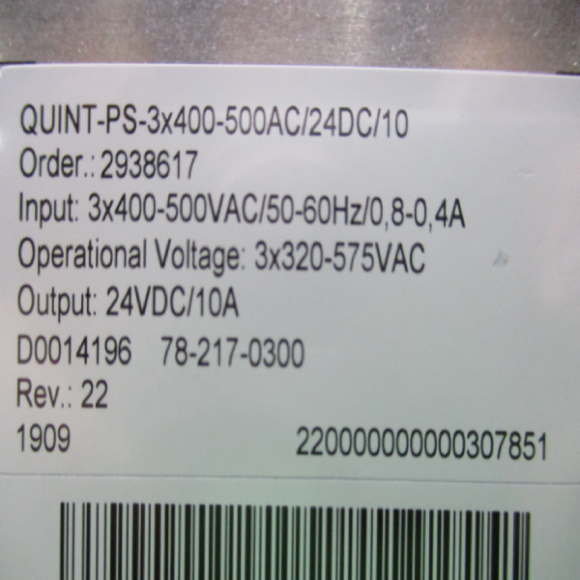 QUINT-PS-3x400-500AC/24DC/10
Order.: 2938617
Input: 3x400-500VAC/50-60Hz/0,8-0,4A
Operational Voltage: 3x320-575VAC
Output: 24VDC/10A
D0014196 78-217-0300
Rev.: 22
1909 220000000000307851